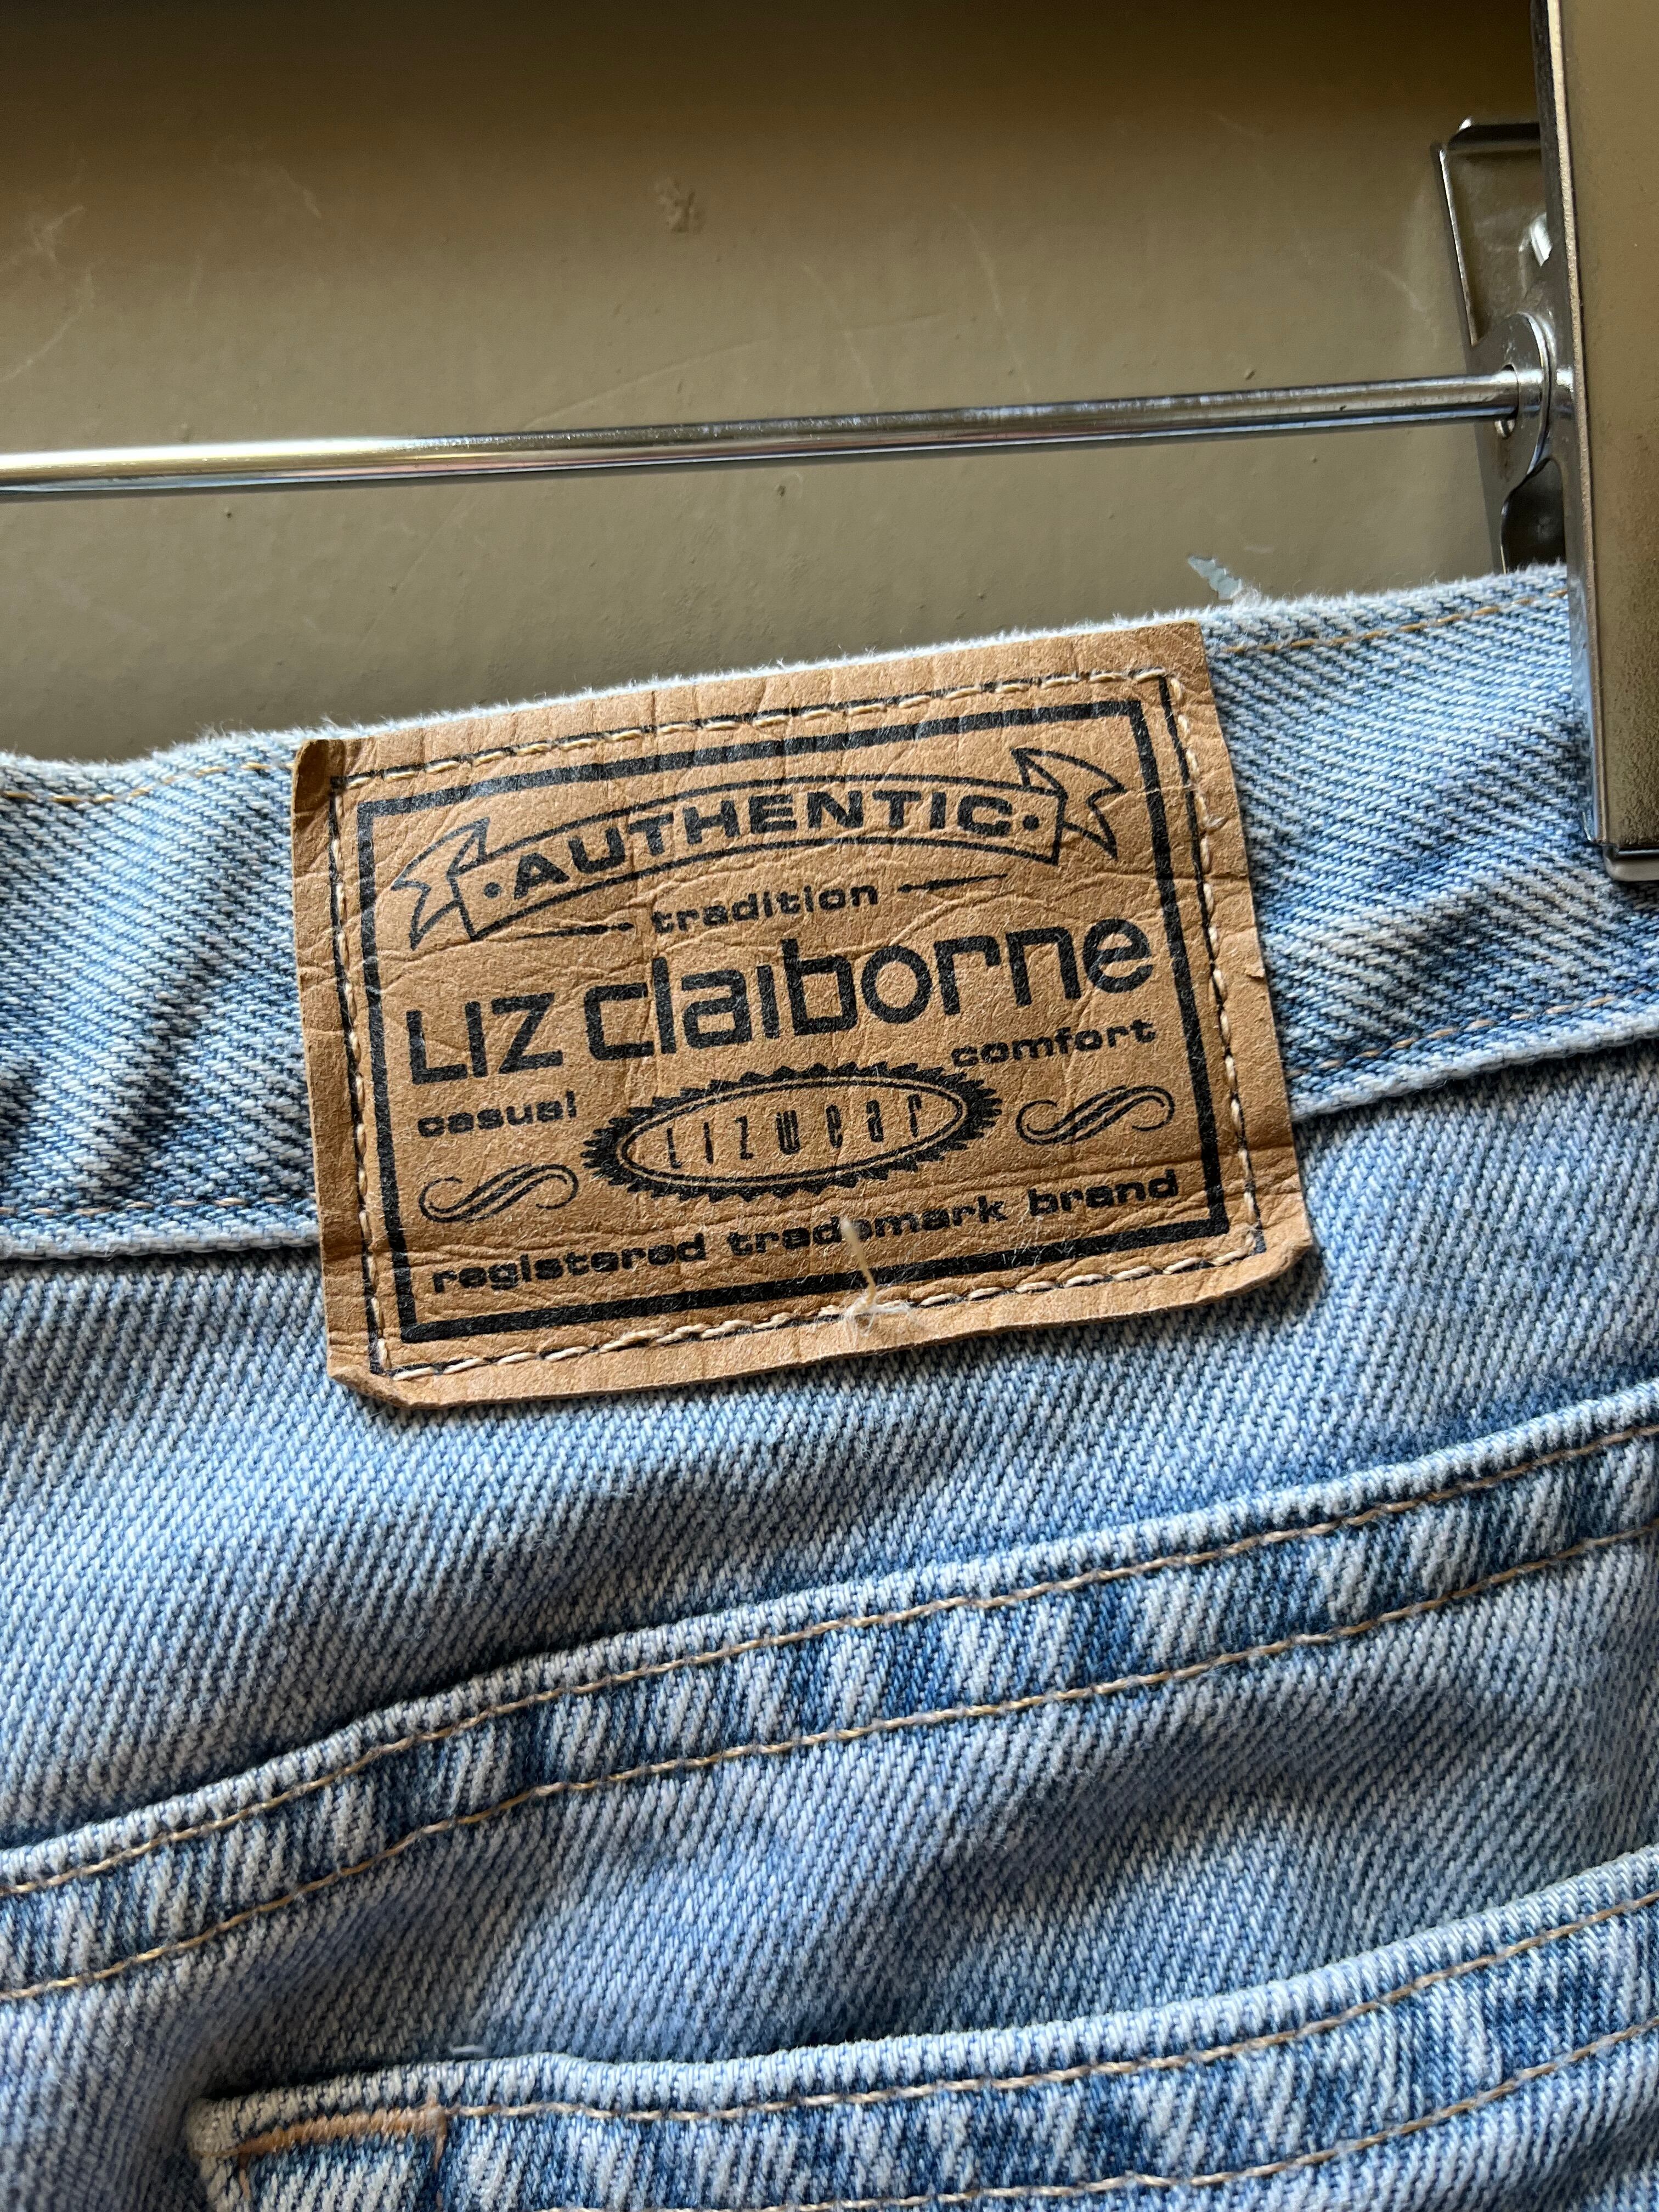 ·AUTHENTIC·
tradition
LIZ claiborne
casual comfort
Lizwear
registered trademark brand